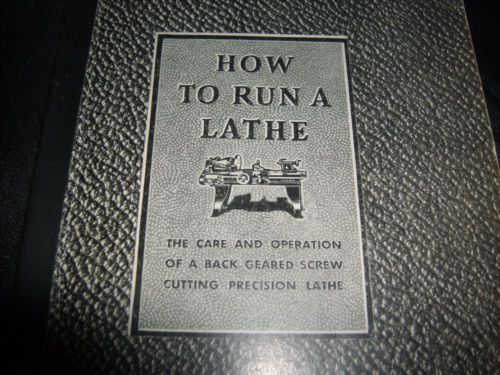 HOW
TO RUN A
LATHE
THE CARE AND OPERATION
OF A BACK GEARED SCREW
CUTTING PRECISION LATHE